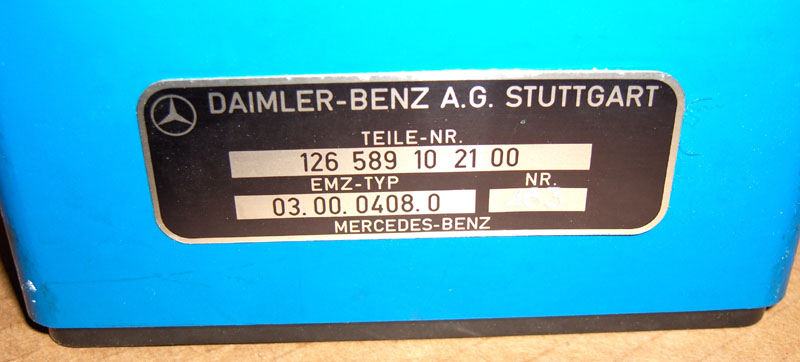 DAIMLER-BENZ A.G. STUTTGART
TEILE-NR.
126 589 10 21 00
EMZ-TYP NR.
03.00.0408.0
MERCEDES-BENZ